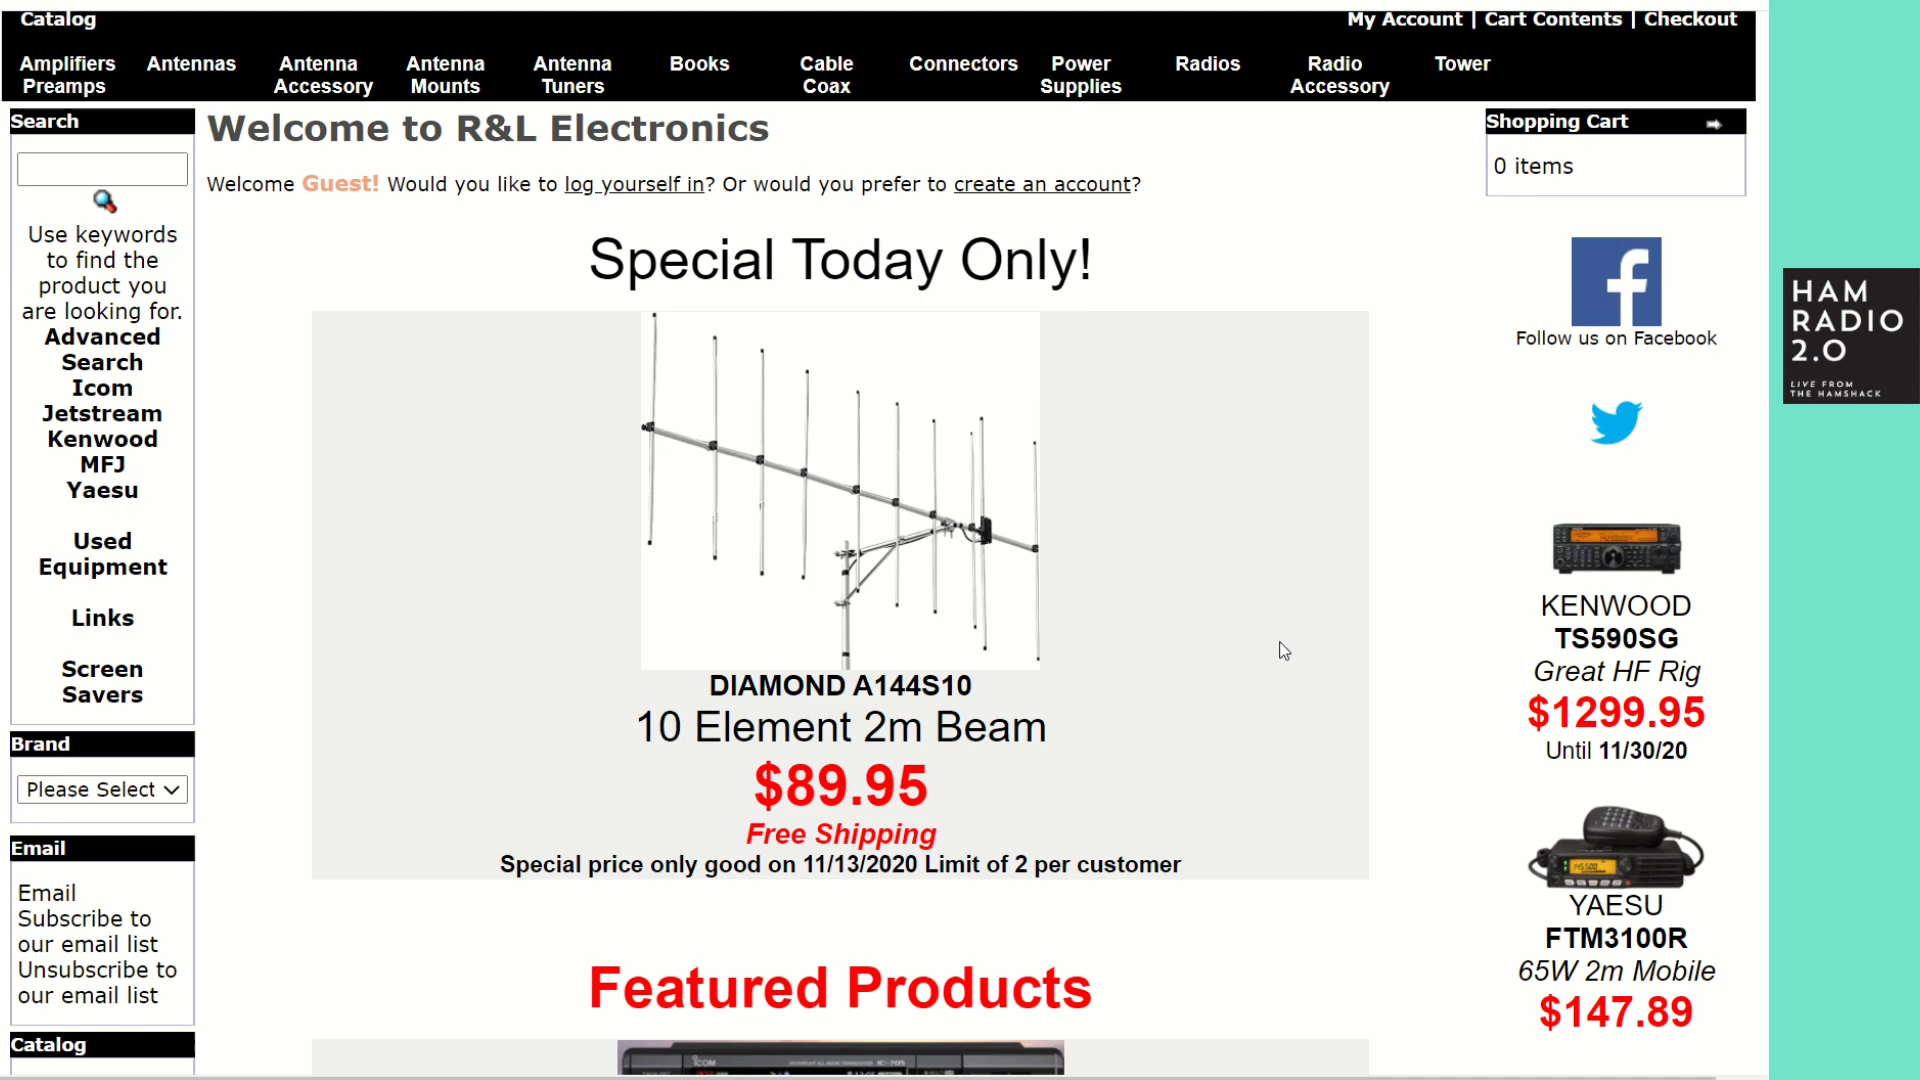 Catalog
My Account | Cart Contents | Checkout
Amplifiers Preamps
Antennas
Antenna Accessory
Antenna Mounts
Antenna Tuners
Books
Cable Coax
Connectors
Power Supplies
Radios
Radio Accessory
Tower
Search
Use keywords
to find the
product you
are looking for.
Advanced
Search
Icom
Jetstream
Kenwood
MFJ
Yaesu
Used
Equipment
Links
Screen
Savers
Brand
Please Select
Email
Email
Subscribe to
our email list
Unsubscribe to
our email list
Catalog
Welcome to R&L Electronics
Welcome Guest! Would you like to log yourself in? Or would you prefer to create an account?
Special Today Only!
DIAMOND A144S10
10 Element 2m Beam
$89.95
Free Shipping
Special price only good on 11/13/2020 Limit of 2 per customer
Featured Products
ICOM
IC-705
Shopping Cart
0 items
f
Follow us on Facebook
KENWOOD
TS590SG
Great HF Rig
$1299.95
Until 11/30/20
YAESU
FTM3100R
65W 2m Mobile
$147.89
HAM
RADIO
2.0
LIVE FROM
THE HAMSHACK